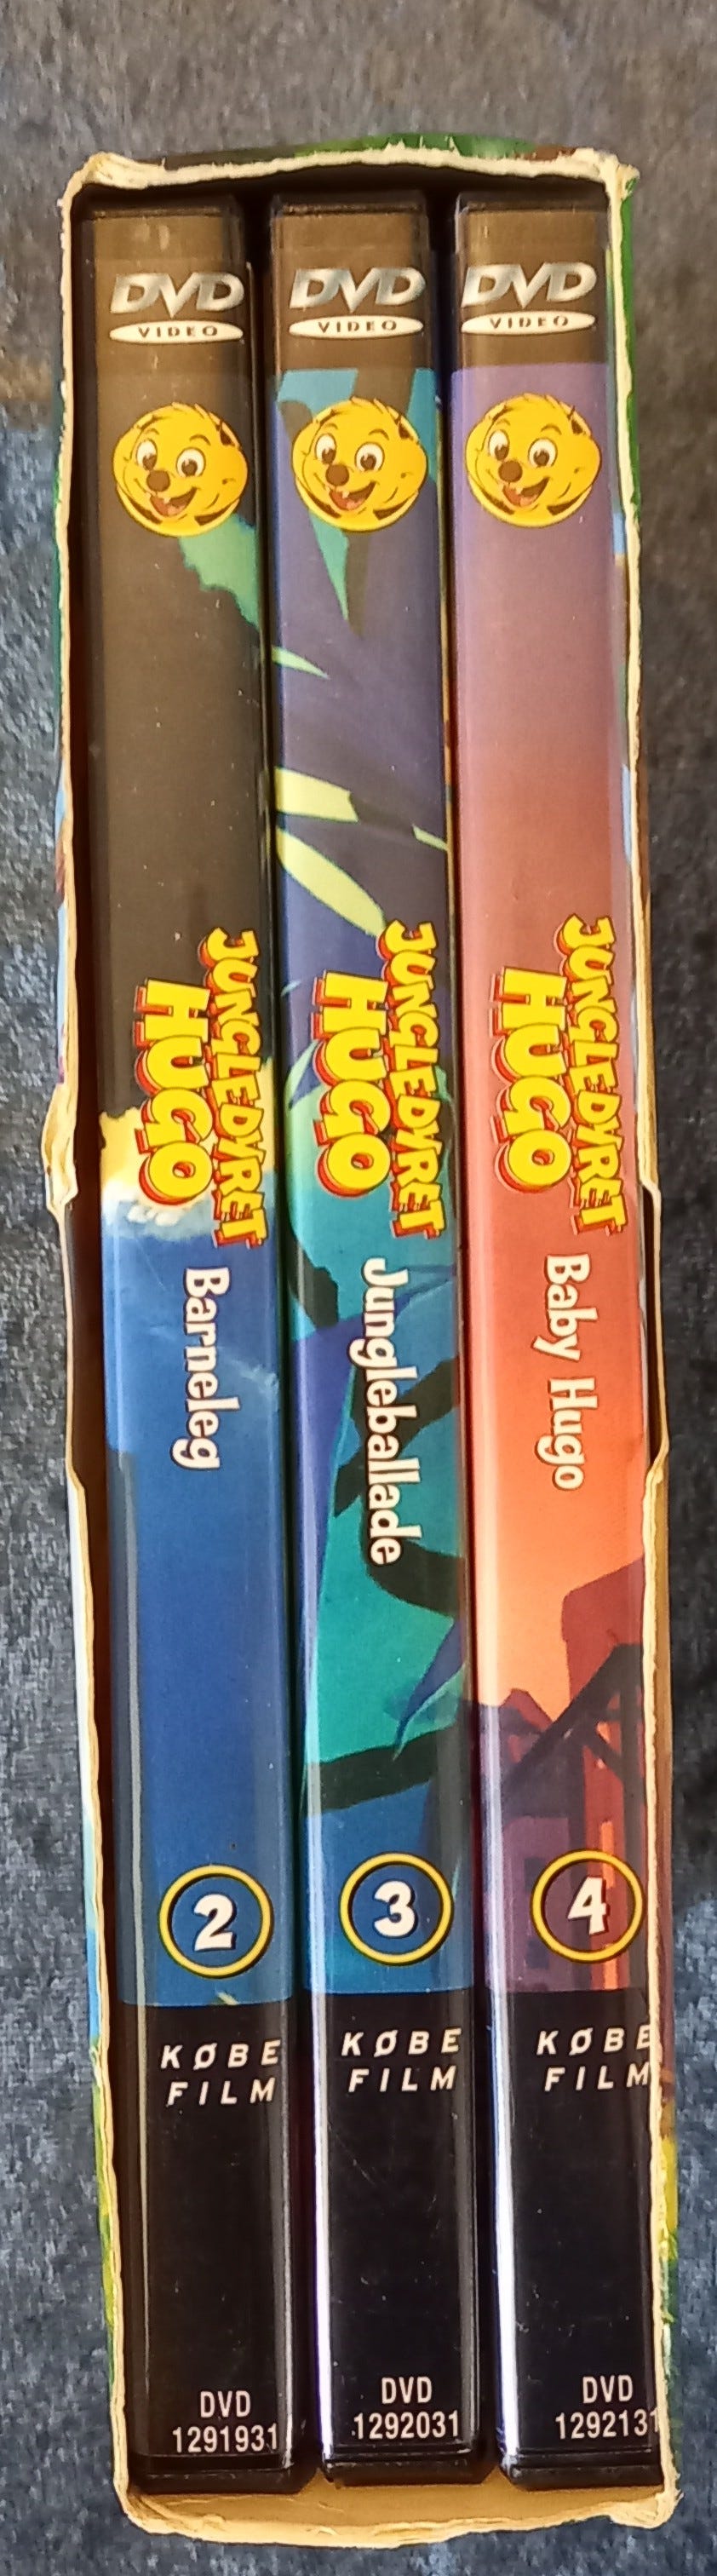 DVD
VIDEO
JUNGLEDYRET
HUGO
Barneleg
2
KØBE
FILM
DVD
1291931
DVD
VIDEO
JUNGLEDYRET
HUGO
Jungleballade
3
KØBE
FILM
DVD
1292031
DVD
VIDEO
JUNGLEDYRET
HUGO
Baby Hugo
4
KØBE
FILM
DVD
1292131